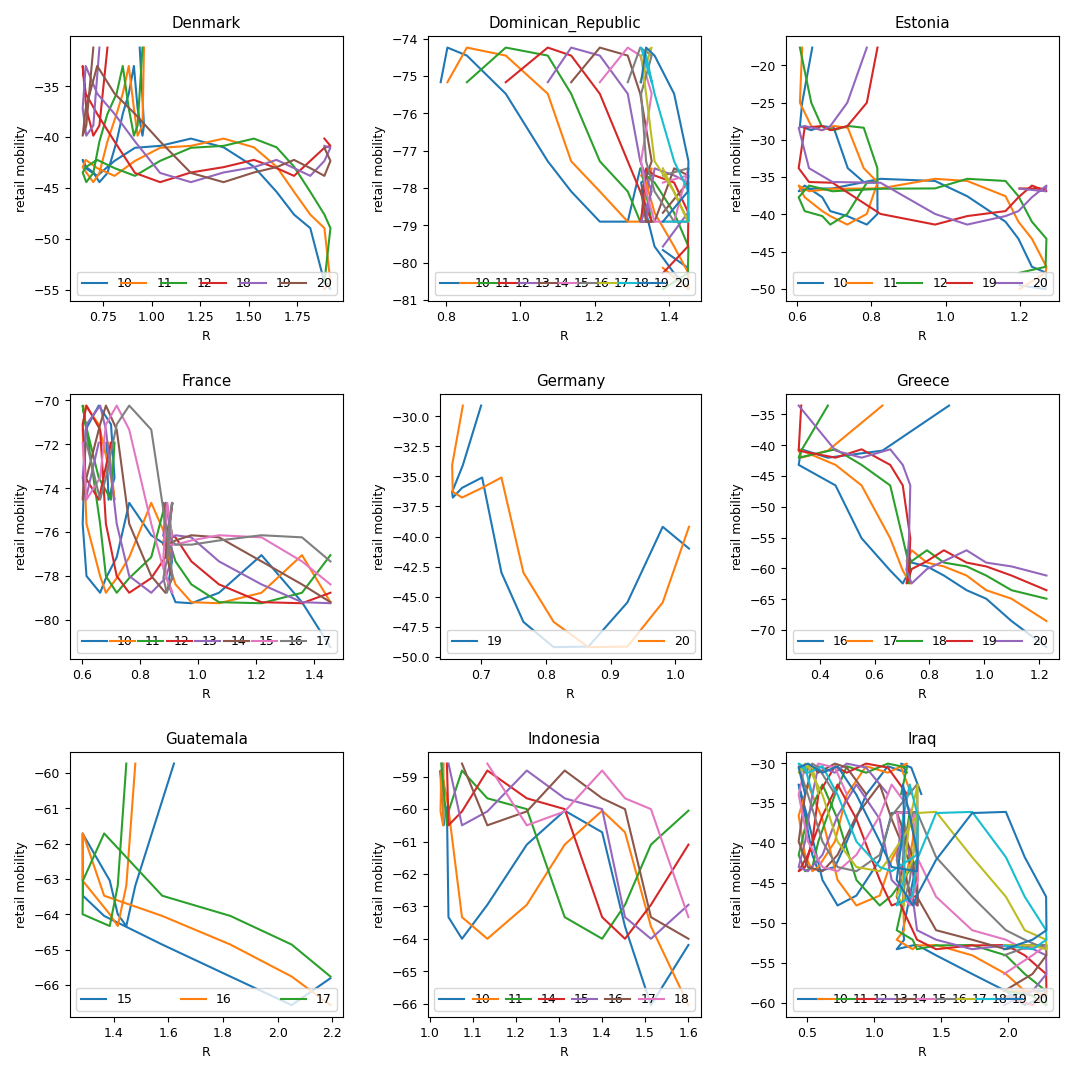 Denmark
retail mobility
−35
−40
−45
−50
−55
10 11 12 18 19 20
0.75 1.00 1.25 1.50 1.75
R
Dominican_Republic
retail mobility
−74
−75
−76
−77
−78
−79
−80
−81
10 11 12 13 14 15 16 17 18 19 20
0.8 1.0 1.2 1.4
R
Estonia
retail mobility
−20
−25
−30
−35
−40
−45
−50
10 11 12 19 20
0.6 0.8 1.0 1.2
R
France
retail mobility
−70
−72
−74
−76
−78
−80
10 11 12 13 14 15 16 17
0.6 0.8 1.0 1.2 1.4
R
Germany
retail mobility
−30.0
−32.5
−35.0
−37.5
−40.0
−42.5
−45.0
−47.5
−50.0
19 20
0.7 0.8 0.9 1.0
R
Greece
retail mobility
−35
−40
−45
−50
−55
−60
−65
−70
16 17 18 19 20
0.4 0.6 0.8 1.0 1.2
R
Guatemala
retail mobility
−60
−61
−62
−63
−64
−65
−66
15 16 17
1.4 1.6 1.8 2.0 2.2
R
Indonesia
retail mobility
−59
−60
−61
−62
−63
−64
−65
−66
10 11 14 15 16 17 18
1.0 1.1 1.2 1.3 1.4 1.5 1.6
R
Iraq
retail mobility
−30
−35
−40
−45
−50
−55
−60
10 11 12 13 14 15 16 17 18 19 20
0.5 1.0 1.5 2.0
R